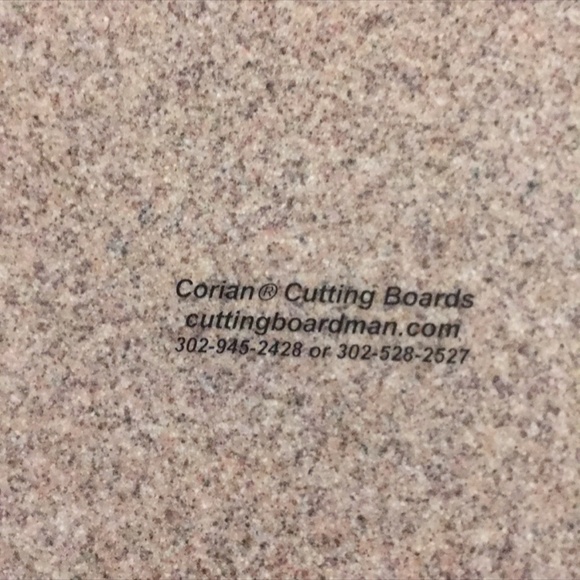 Corian® Cutting Boards
cuttingboardman.com
302-945-2428 or 302-528-2527